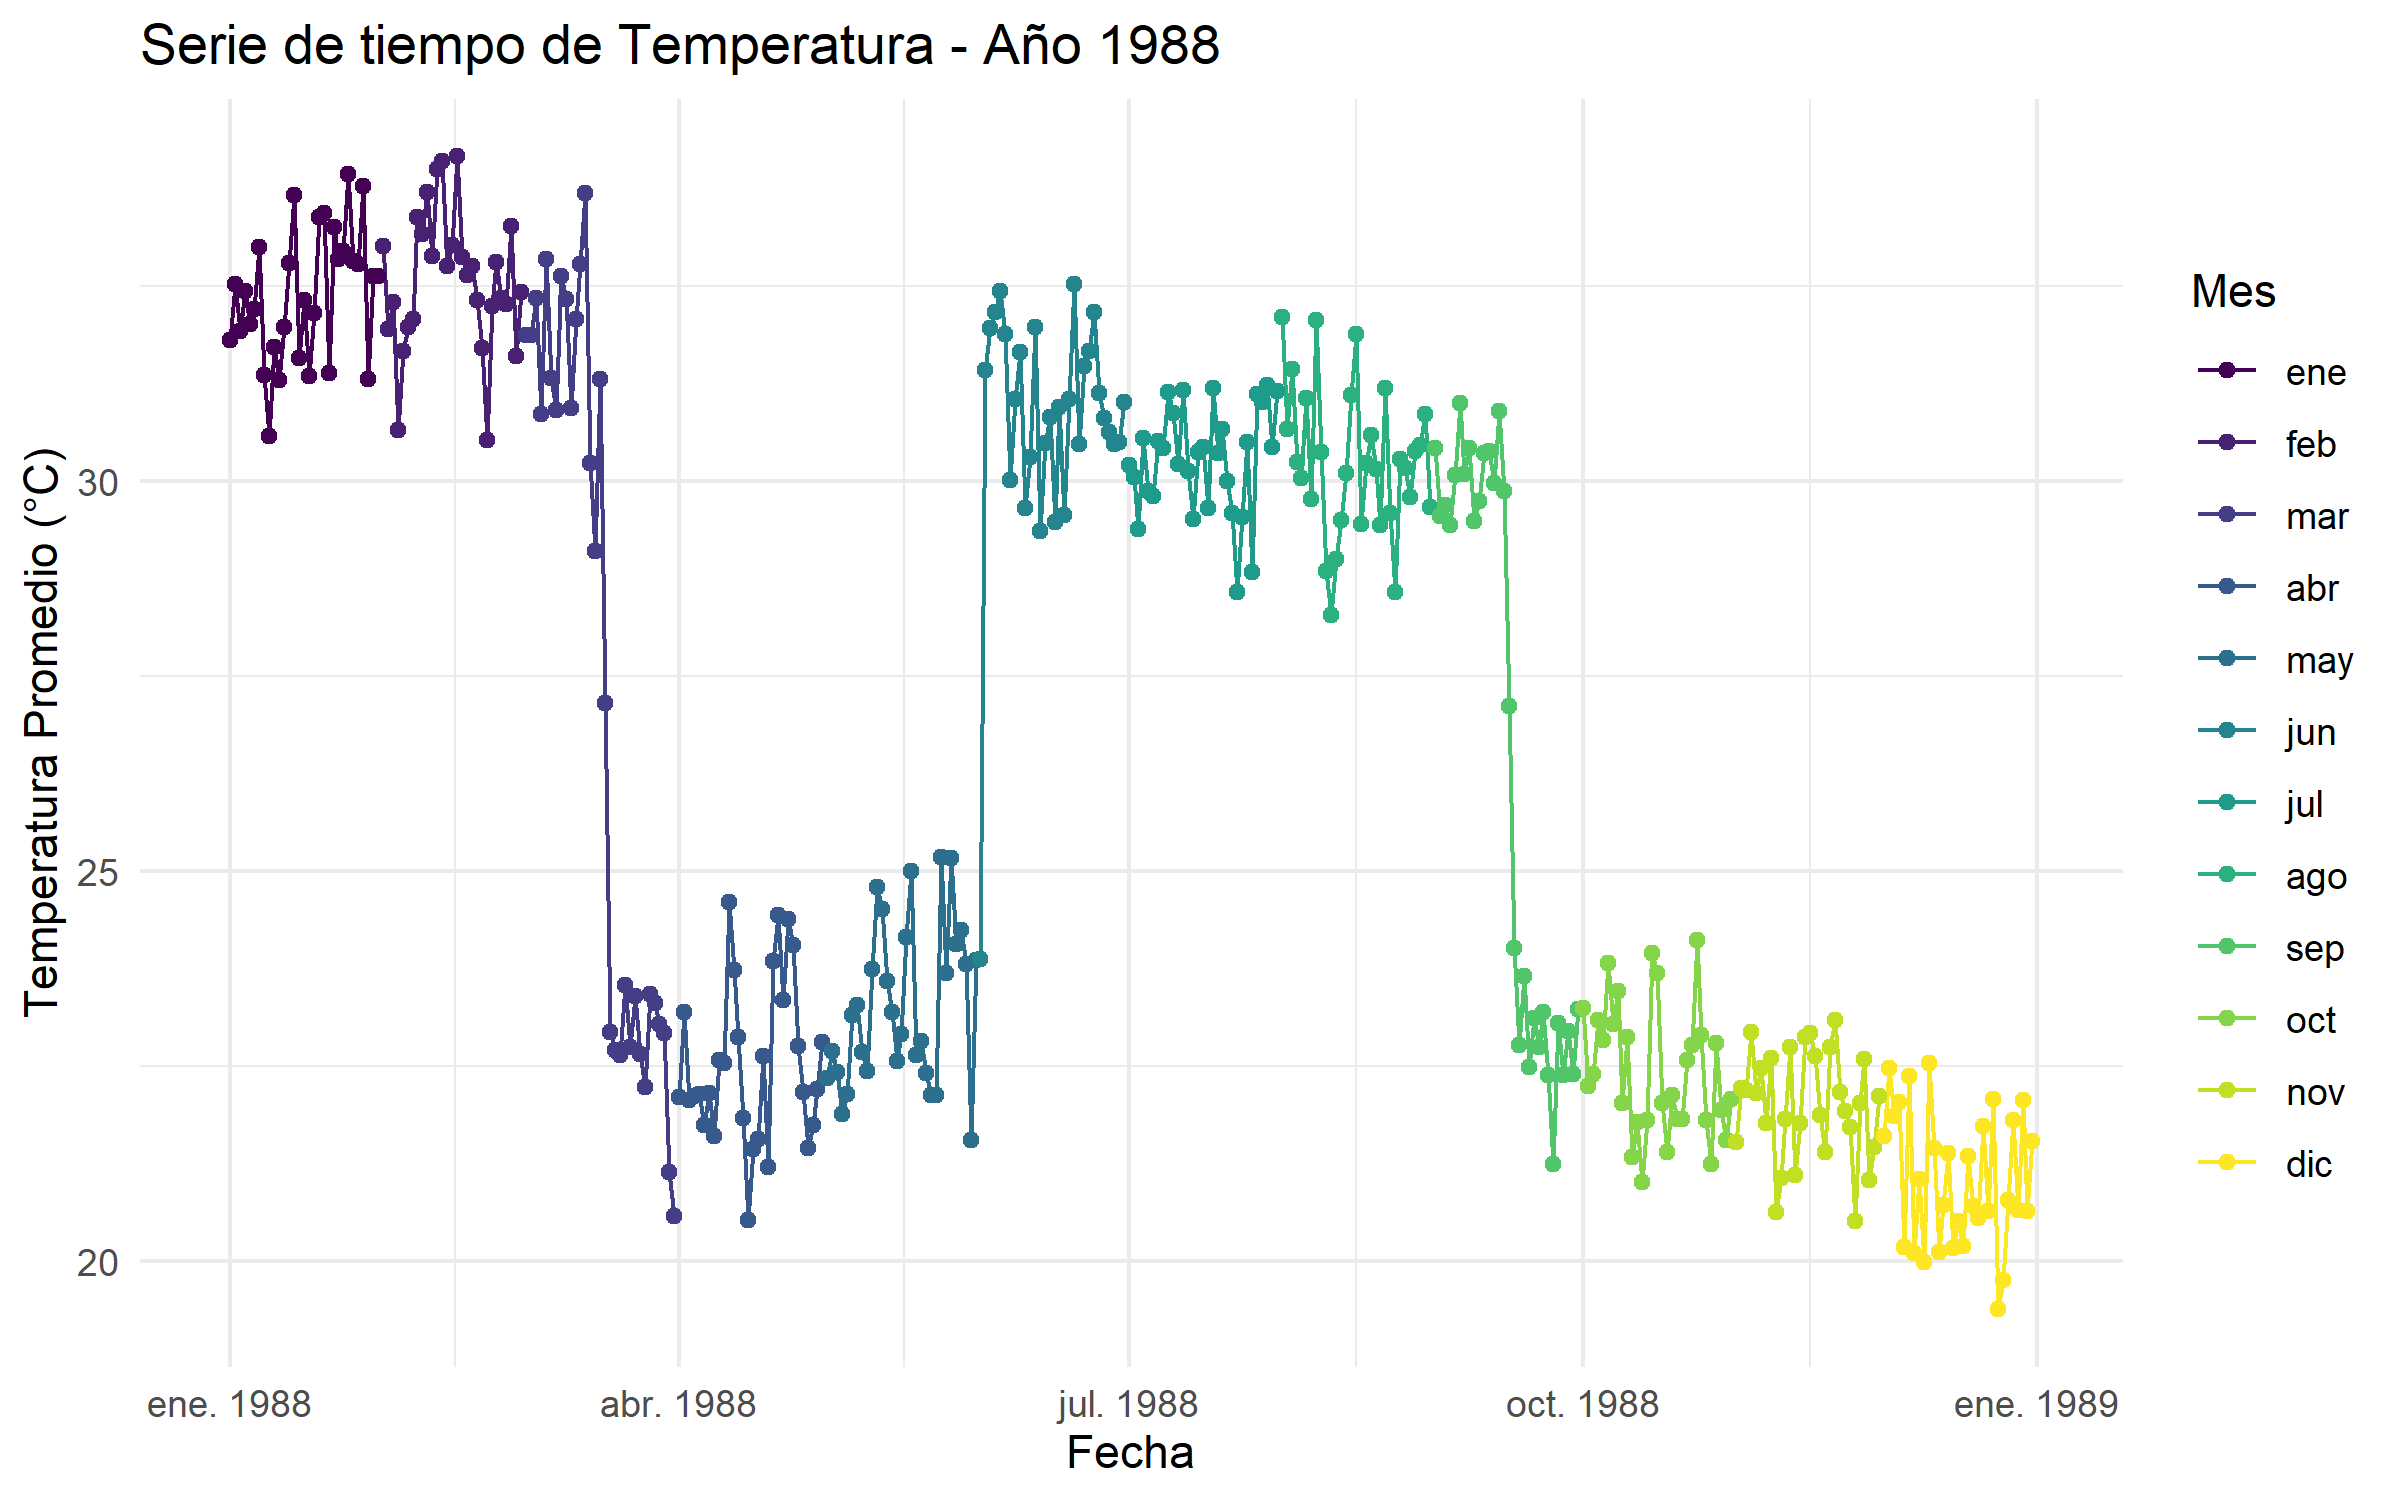 Serie de tiempo de Temperatura - Año 1988
Temperatura Promedio (°C)
30
25
20
ene. 1988
abr. 1988
jul. 1988
oct. 1988
ene. 1989
Fecha
Mes
ene
feb
mar
abr
may
jun
jul
ago
sep
oct
nov
dic